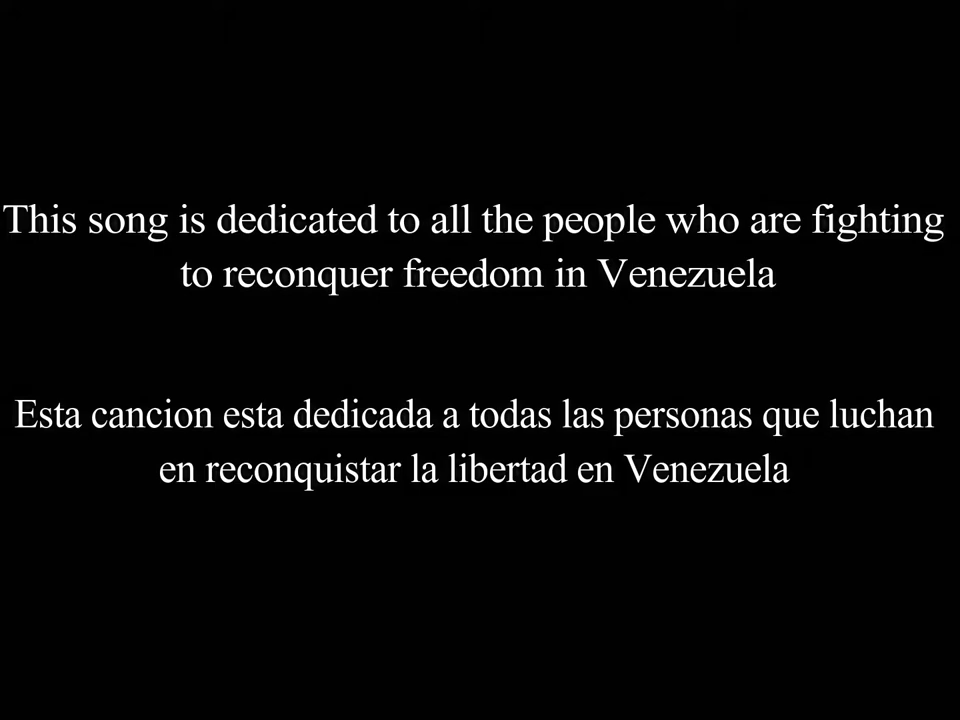 This song is dedicated to all the people who are fighting
to reconquer freedom in Venezuela
Esta cancion esta dedicada a todas las personas que luchan
en reconquistar la libertad en Venezuela